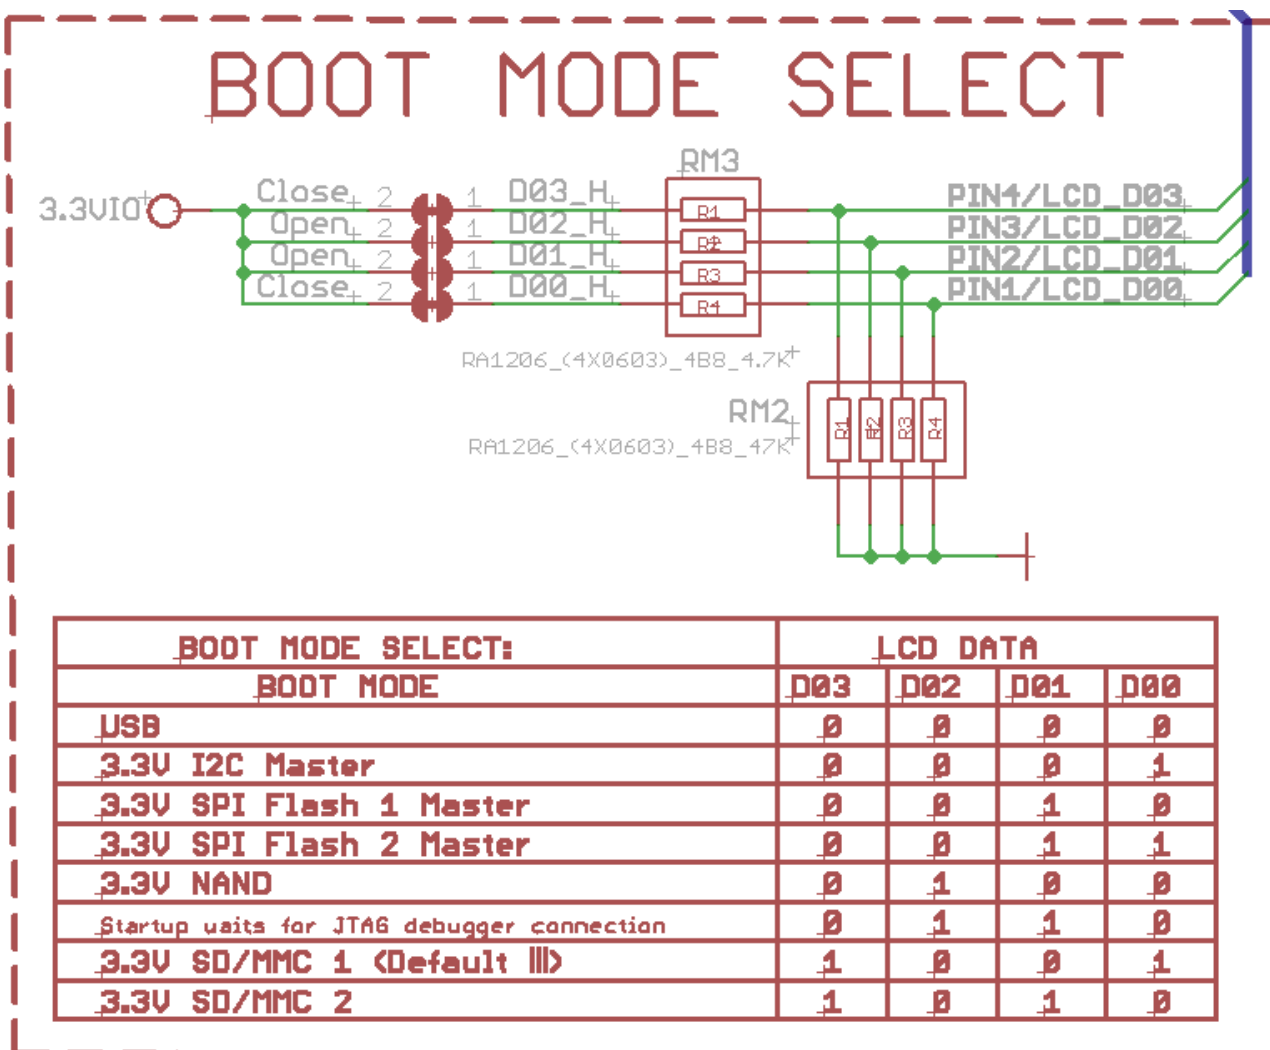 BOOT MODE SELECT
RM3
3.3VIO
Close 2 1 D03_H R1 PIN4/LCD_D03
Open 2 1 D02_H R2 PIN3/LCD_D02
Open 2 1 D01_H R3 PIN2/LCD_D01
Close 2 1 D00_H R4 PIN1/LCD_D00
RA1206_(4X0603)_4B8_4.7K
RM2
R1 R2 R3 R4
RA1206_(4X0603)_4B8_47K
BOOT MODE SELECT: LCD DATA
BOOT MODE D03 D02 D01 D00
USB 0 0 0 0
3.3V I2C Master 0 0 0 1
3.3V SPI Flash 1 Master 0 0 1 0
3.3V SPI Flash 2 Master 0 0 1 1
3.3V NAND 0 1 0 0
Startup waits for JTAG debugger connection 0 1 1 0
3.3V SD/MMC 1 (Default !!!) 1 0 0 1
3.3V SD/MMC 2 1 0 1 0